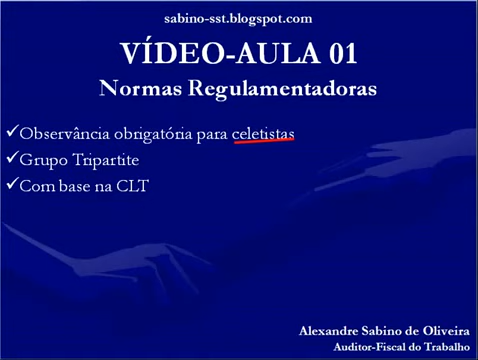 sabino-sst.blogspot.com
VÍDEO-AULA 01
Normas Regulamentadoras
✓Observância obrigatória para celetistas
✓Grupo Tripartite
✓Com base na CLT
Alexandre Sabino de Oliveira
Auditor-Fiscal do Trabalho